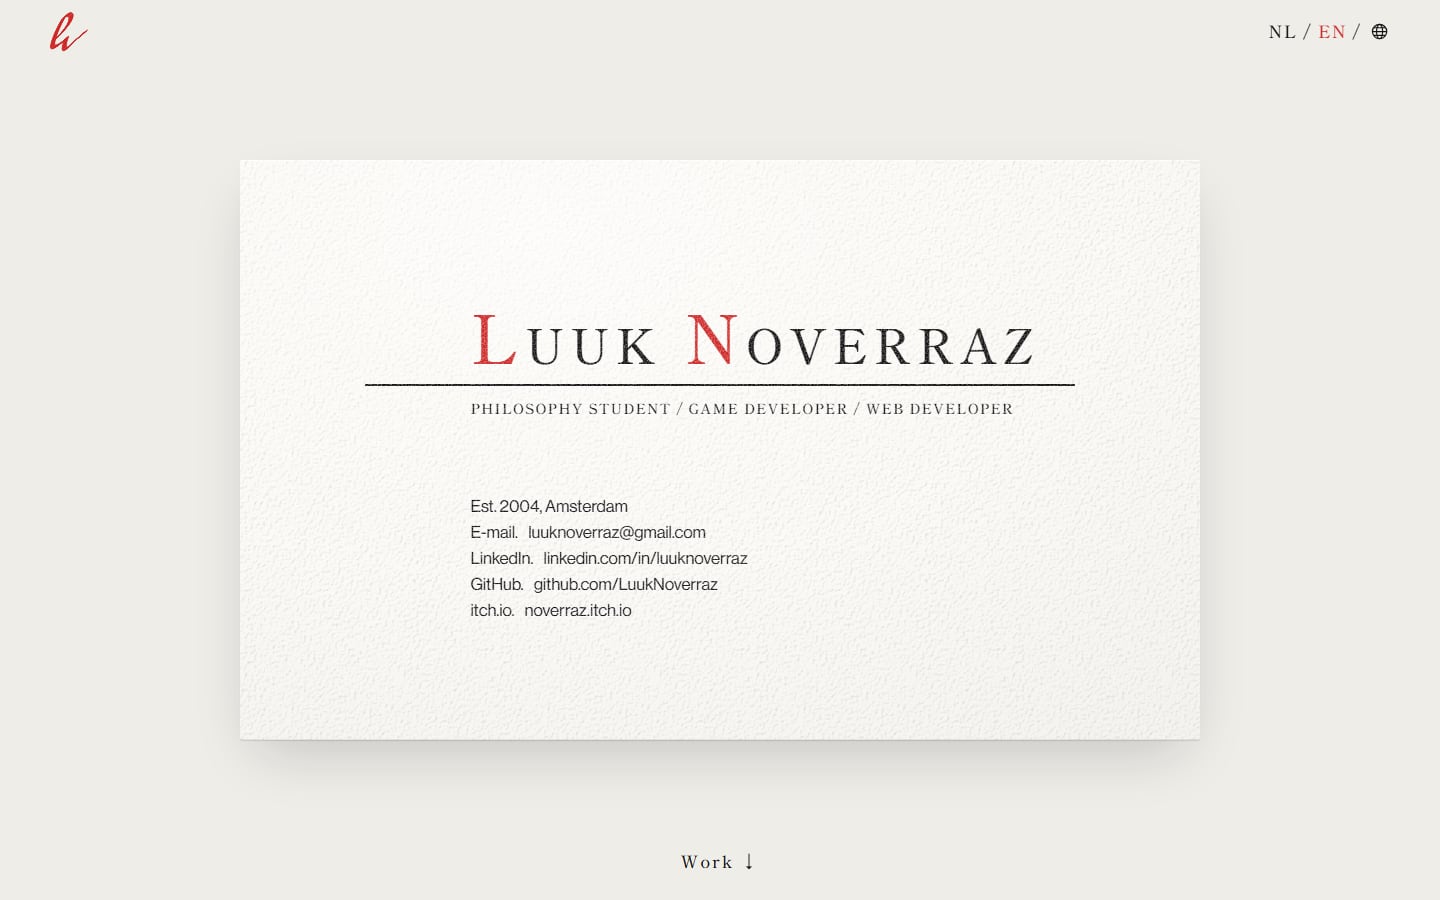 NL / EN /
LUUK NOVERRAZ
PHILOSOPHY STUDENT / GAME DEVELOPER / WEB DEVELOPER
Est. 2004, Amsterdam
E-mail. luuknoverraz@gmail.com
LinkedIn. linkedin.com/in/luuknoverraz
GitHub. github.com/LuukNoverraz
itch.io. noverraz.itch.io
Work ↓